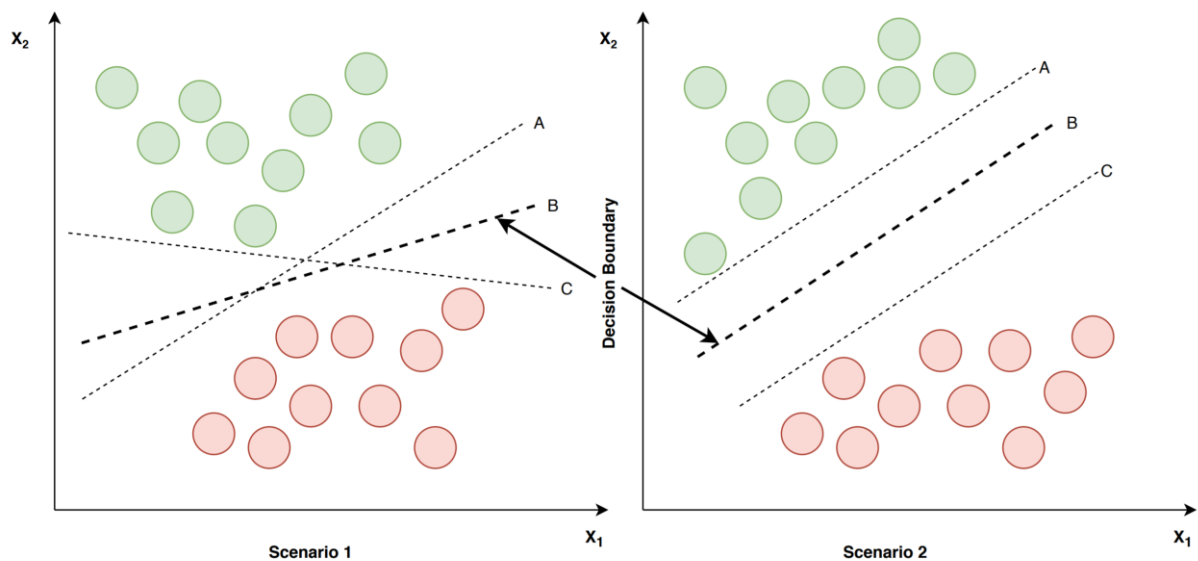 X2
A
B
C
X1
Scenario 1
Decision Boundary
X2
A
B
C
X1
Scenario 2